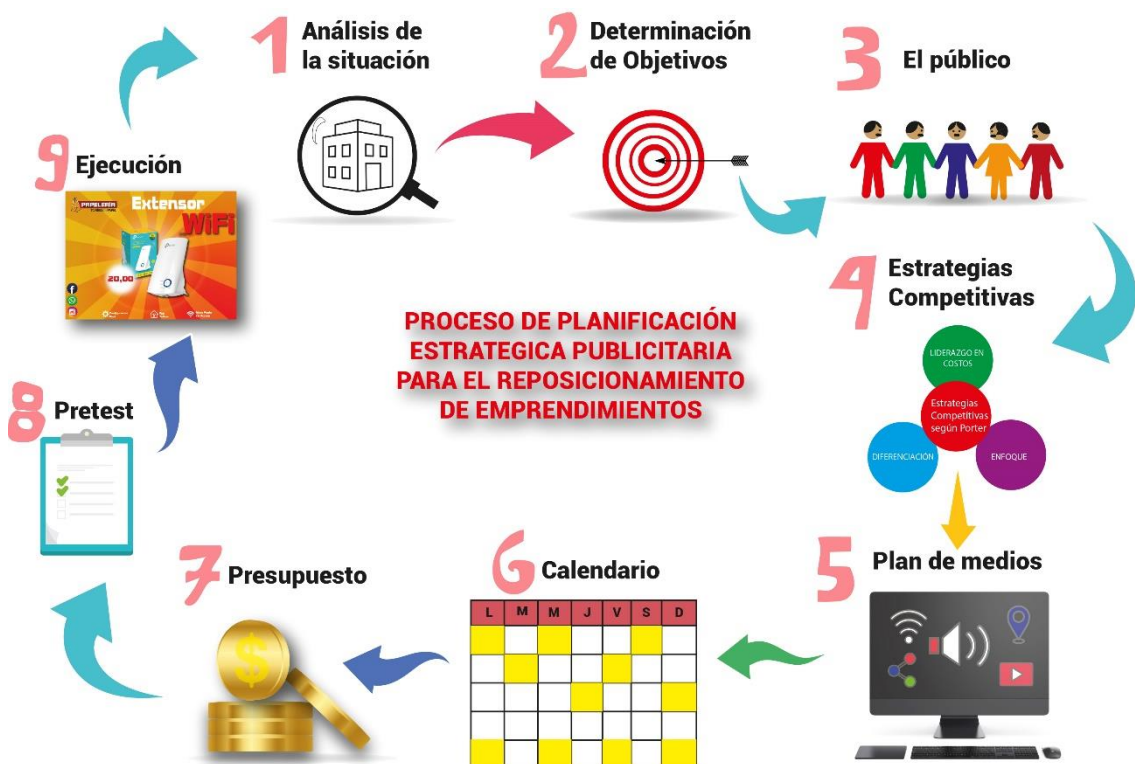 1 Análisis de
la situación
2 Determinación
de Objetivos
3 El público
4 Estrategias
Competitivas
LIDERAZGO EN
COSTOS
Estrategias
Competitivas
según Porter
DIFERENCIACIÓN
ENFOQUE
5 Plan de medios
6 Calendario
L M M J V S D
7 Presupuesto
$
8 Pretest
9 Ejecución
PAPELERÍA
Extensor
WiFi
20,00
PROCESO DE PLANIFICACIÓN
ESTRATEGICA PUBLICITARIA
PARA EL REPOSICIONAMIENTO
DE EMPRENDIMIENTOS